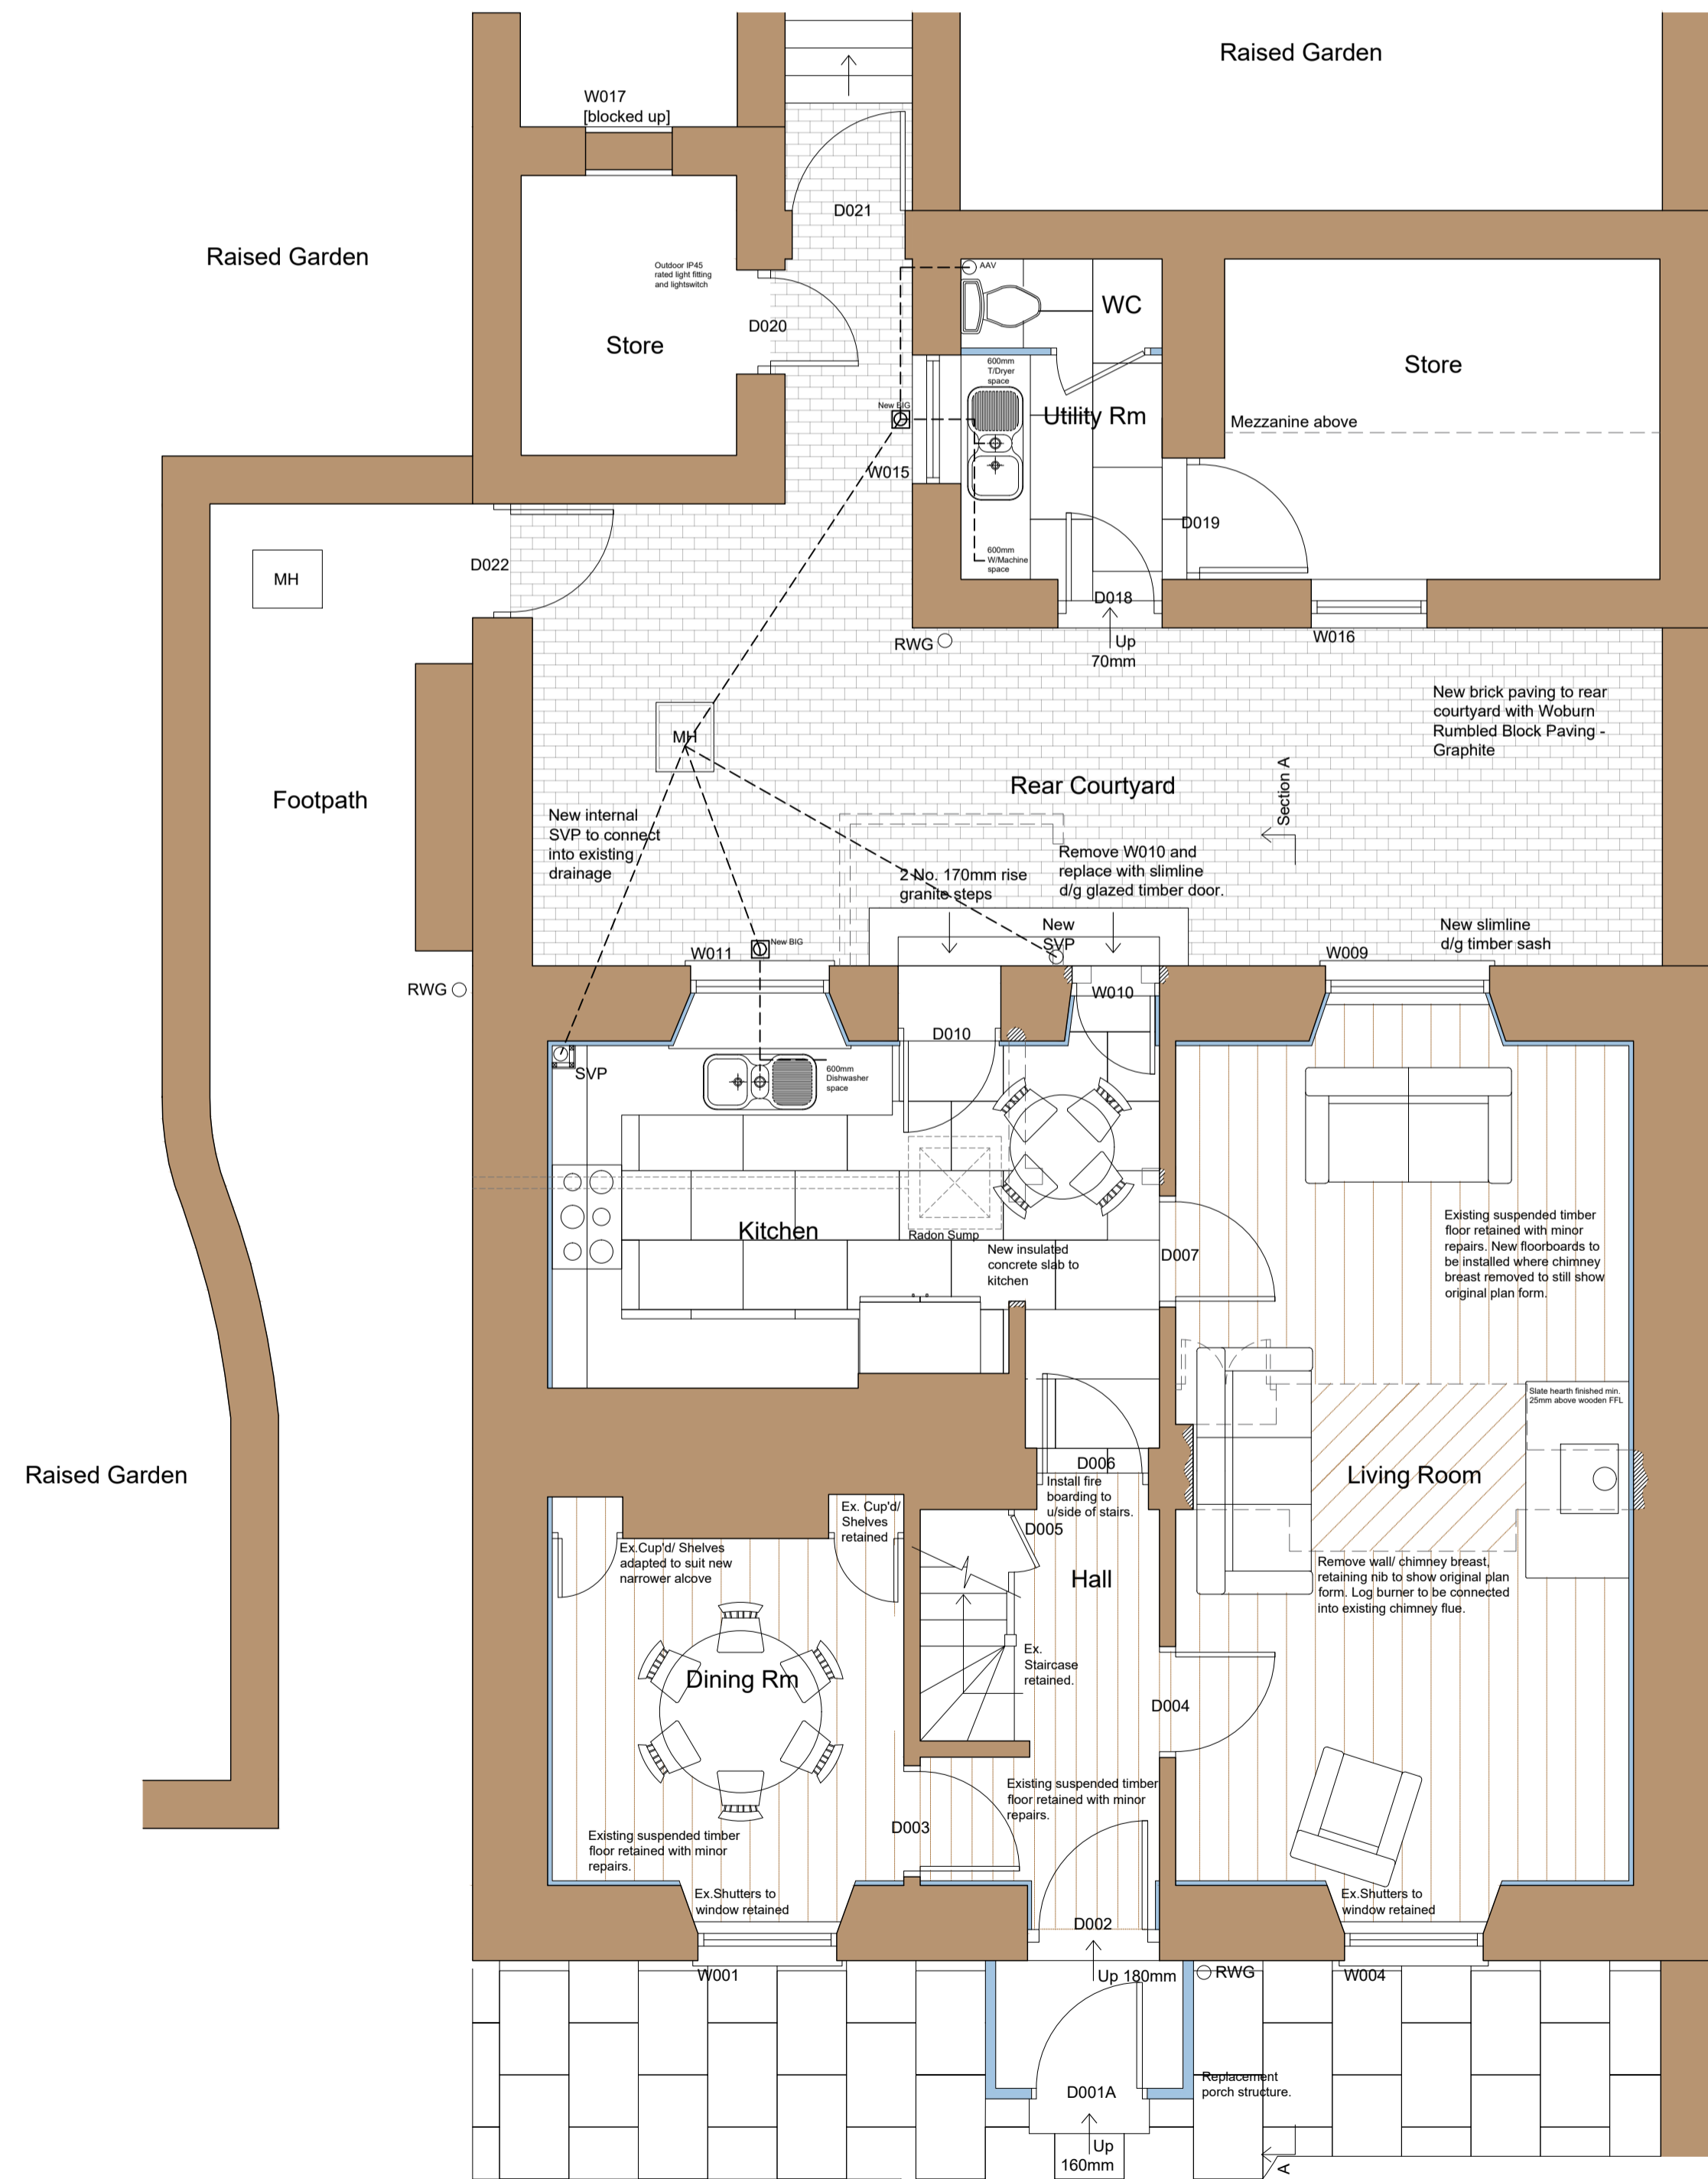 Raised Garden
W017
[blocked up]
D021
Raised Garden
Outdoor IP45
rated light fitting
and lightswitch
AAV
WC
D020
Store
600mm
T/Dryer
space
Store
New BIG
Utility Rm
Mezzanine above
W015
D019
600mm
W/Machine
space
D022
MH
D018
RWG
Up
70mm
W016
New brick paving to rear
courtyard with Woburn
Rumbled Block Paving -
Graphite
MH
Rear Courtyard
Section A
Footpath
New internal
SVP to connect
into existing
drainage
2 No. 170mm rise
granite steps
Remove W010 and
replace with slimline
d/g glazed timber door.
New
SVP
New slimline
d/g timber sash
W011
New BIG
W009
RWG
W010
D010
SVP
600mm
Dishwasher
space
Kitchen
Radon Sump
New insulated
concrete slab to
kitchen
D007
Existing suspended timber
floor retained with minor
repairs. New floorboards to
be installed where chimney
breast removed to still show
original plan form.
Slate hearth finished min.
25mm above wooden FFL
Raised Garden
D006
Living Room
Install fire
boarding to
u/side of stairs.
Ex. Cup'd/
Shelves
retained
D005
Ex.Cup'd/ Shelves
adapted to suit new
narrower alcove
Hall
Remove wall/ chimney breast,
retaining nib to show original plan
form. Log burner to be connected
into existing chimney flue.
Ex.
Staircase
retained.
Dining Rm
D004
Existing suspended timber
floor retained with minor
repairs.
D003
Existing suspended timber
floor retained with minor
repairs.
Ex.Shutters to
window retained
Ex.Shutters to
window retained
D002
W001
Up 180mm
RWG
W004
Replacement
porch structure.
D001A
Up
160mm
A